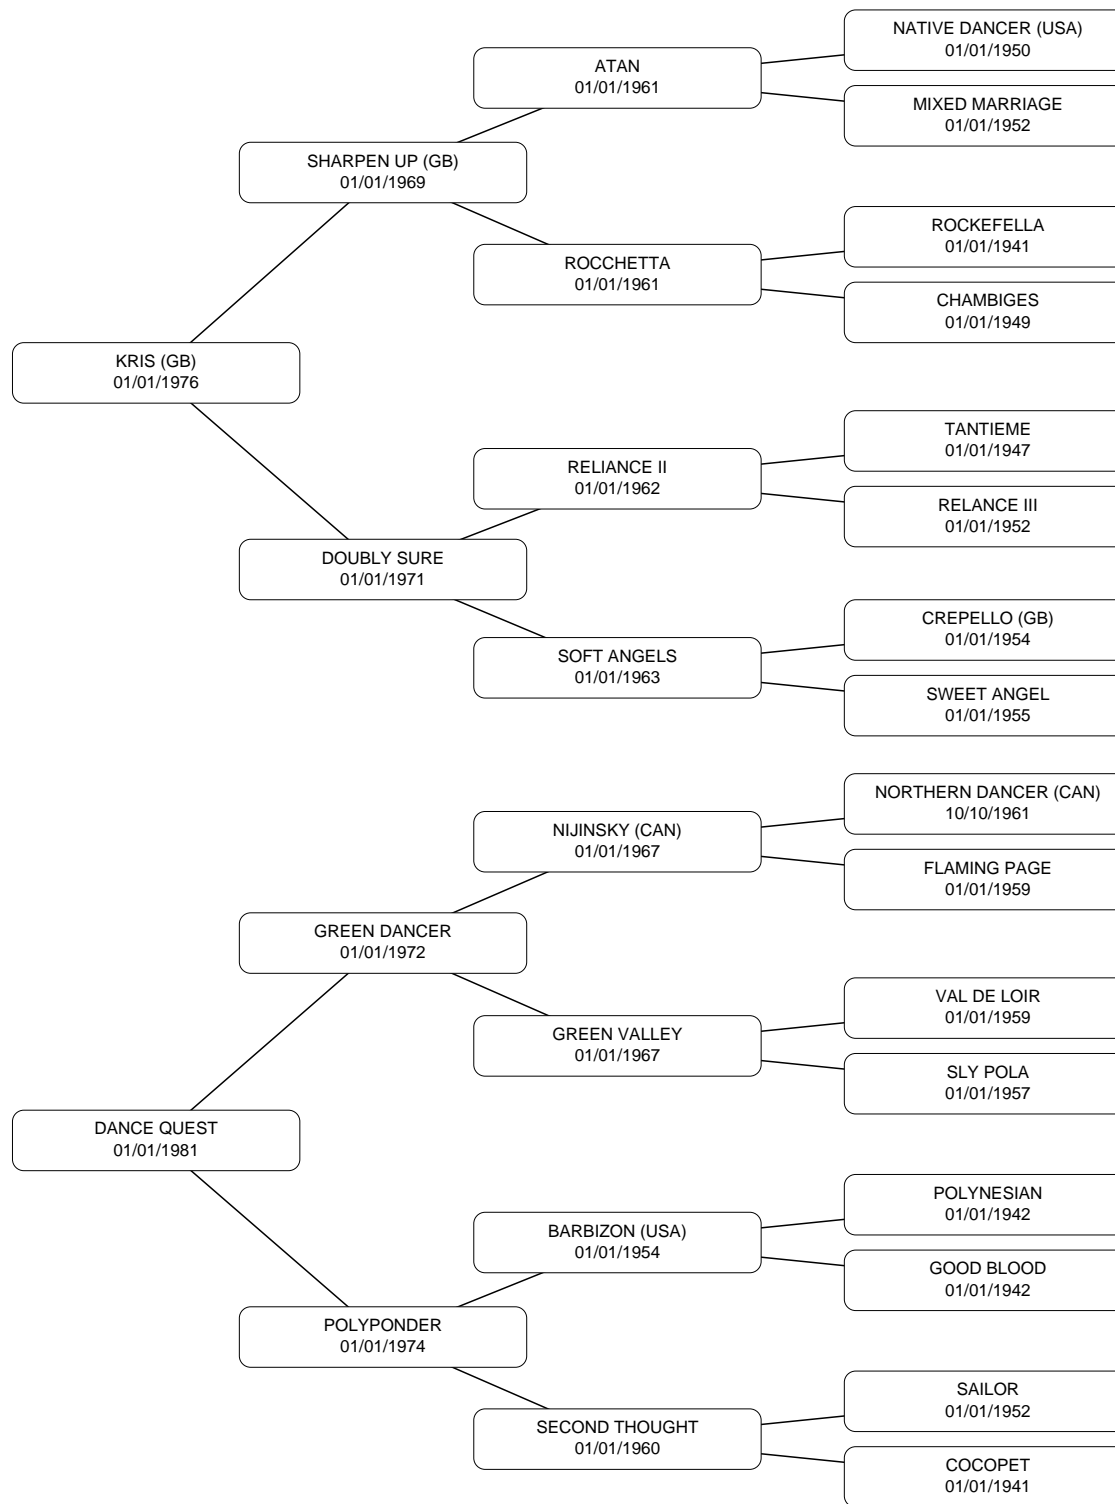 NATIVE DANCER (USA)
01/01/1950
ATAN
01/01/1961
MIXED MARRIAGE
01/01/1952
SHARPEN UP (GB)
01/01/1969
ROCKEFELLA
01/01/1941
ROCCHETTA
01/01/1961
CHAMBIGES
01/01/1949
KRIS (GB)
01/01/1976
TANTIEME
01/01/1947
RELIANCE II
01/01/1962
RELANCE III
01/01/1952
DOUBLY SURE
01/01/1971
CREPELLO (GB)
01/01/1954
SOFT ANGELS
01/01/1963
SWEET ANGEL
01/01/1955
NORTHERN DANCER (CAN)
10/10/1961
NIJINSKY (CAN)
01/01/1967
FLAMING PAGE
01/01/1959
GREEN DANCER
01/01/1972
VAL DE LOIR
01/01/1959
GREEN VALLEY
01/01/1967
SLY POLA
01/01/1957
DANCE QUEST
01/01/1981
POLYNESIAN
01/01/1942
BARBIZON (USA)
01/01/1954
GOOD BLOOD
01/01/1942
POLYPONDER
01/01/1974
SAILOR
01/01/1952
SECOND THOUGHT
01/01/1960
COCOPET
01/01/1941